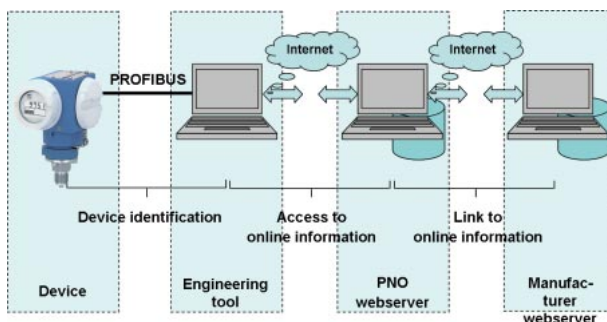 Internet
Internet
PROFIBUS
Device identification
Access to
online information
Link to
online information
Device
Engineering
tool
PNO
webserver
Manufac-
turer
webserver